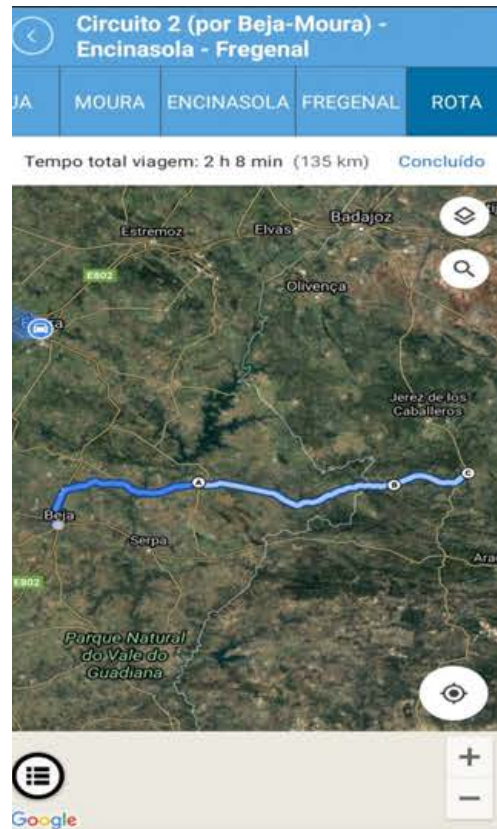 Circuito 2 (por Beja-Moura) -
Encinasola - Fregenal
JA MOURA ENCINASOLA FREGENAL ROTA
Tempo total viagem: 2 h 8 min (135 km) Concluído
Badajoz
Estremoz
Elvas
E802
Olivença
Jerez de los
Caballeros
A
B
C
Beja
Serpa
E802
Parque Natural
do Vale do
Guadiana
Google